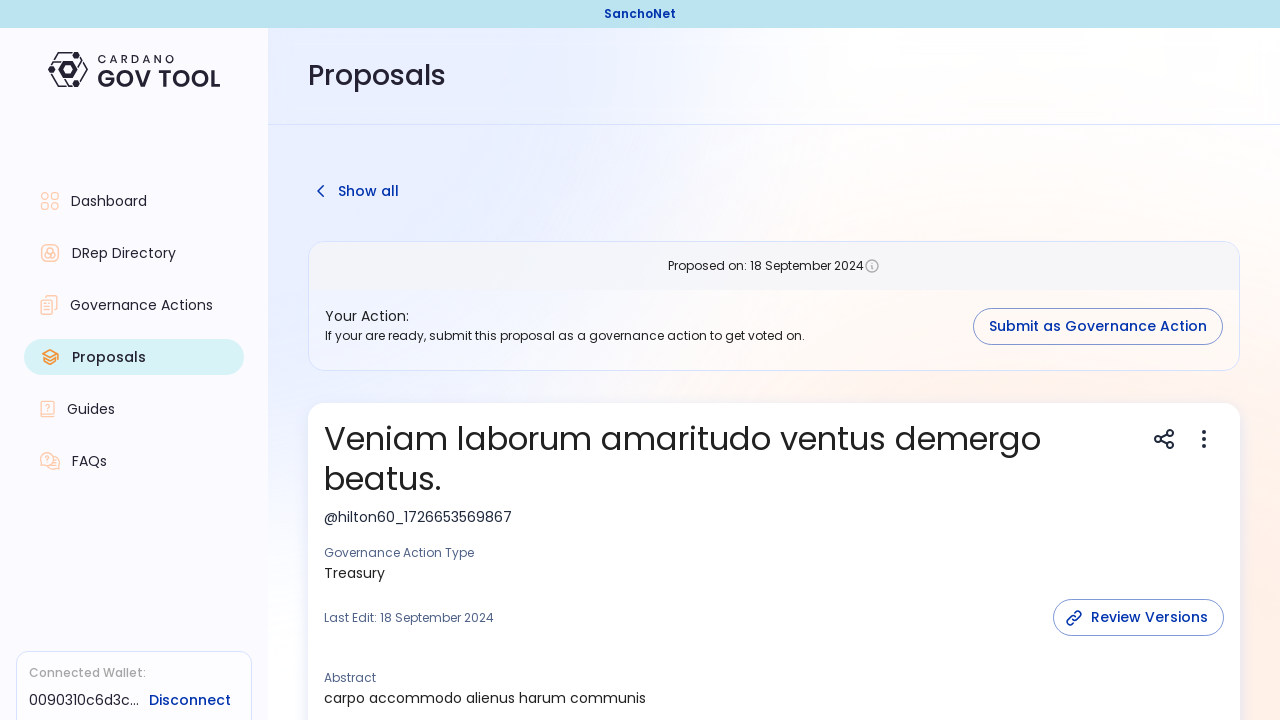 SanchoNet
CARDANO
GOV TOOL
Proposals
Dashboard
DRep Directory
Governance Actions
Proposals
Guides
FAQs
Connected Wallet:
0090310c6d3c... Disconnect
Show all
Proposed on: 18 September 2024
Your Action:
If your are ready, submit this proposal as a governance action to get voted on.
Submit as Governance Action
Veniam laborum amaritudo ventus demergo
beatus.
@hilton60_1726653569867
Governance Action Type
Treasury
Last Edit: 18 September 2024
Review Versions
Abstract
carpo accommodo alienus harum communis